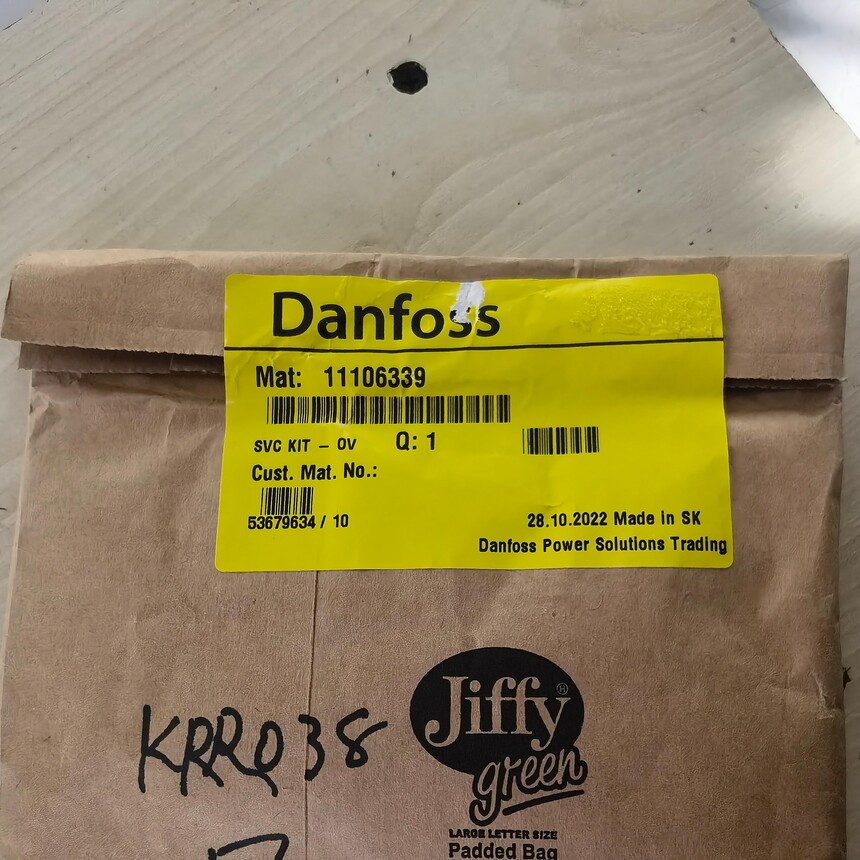 Danfoss
Mat: 11106339
SVC KIT - OV Q: 1
Cust. Mat. No.:
53679634 / 10
28.10.2022 Made in SK
Danfoss Power Solutions Trading
Jiffy®
green
KRR038
LARGE LETTER SIZE
Padded Bag